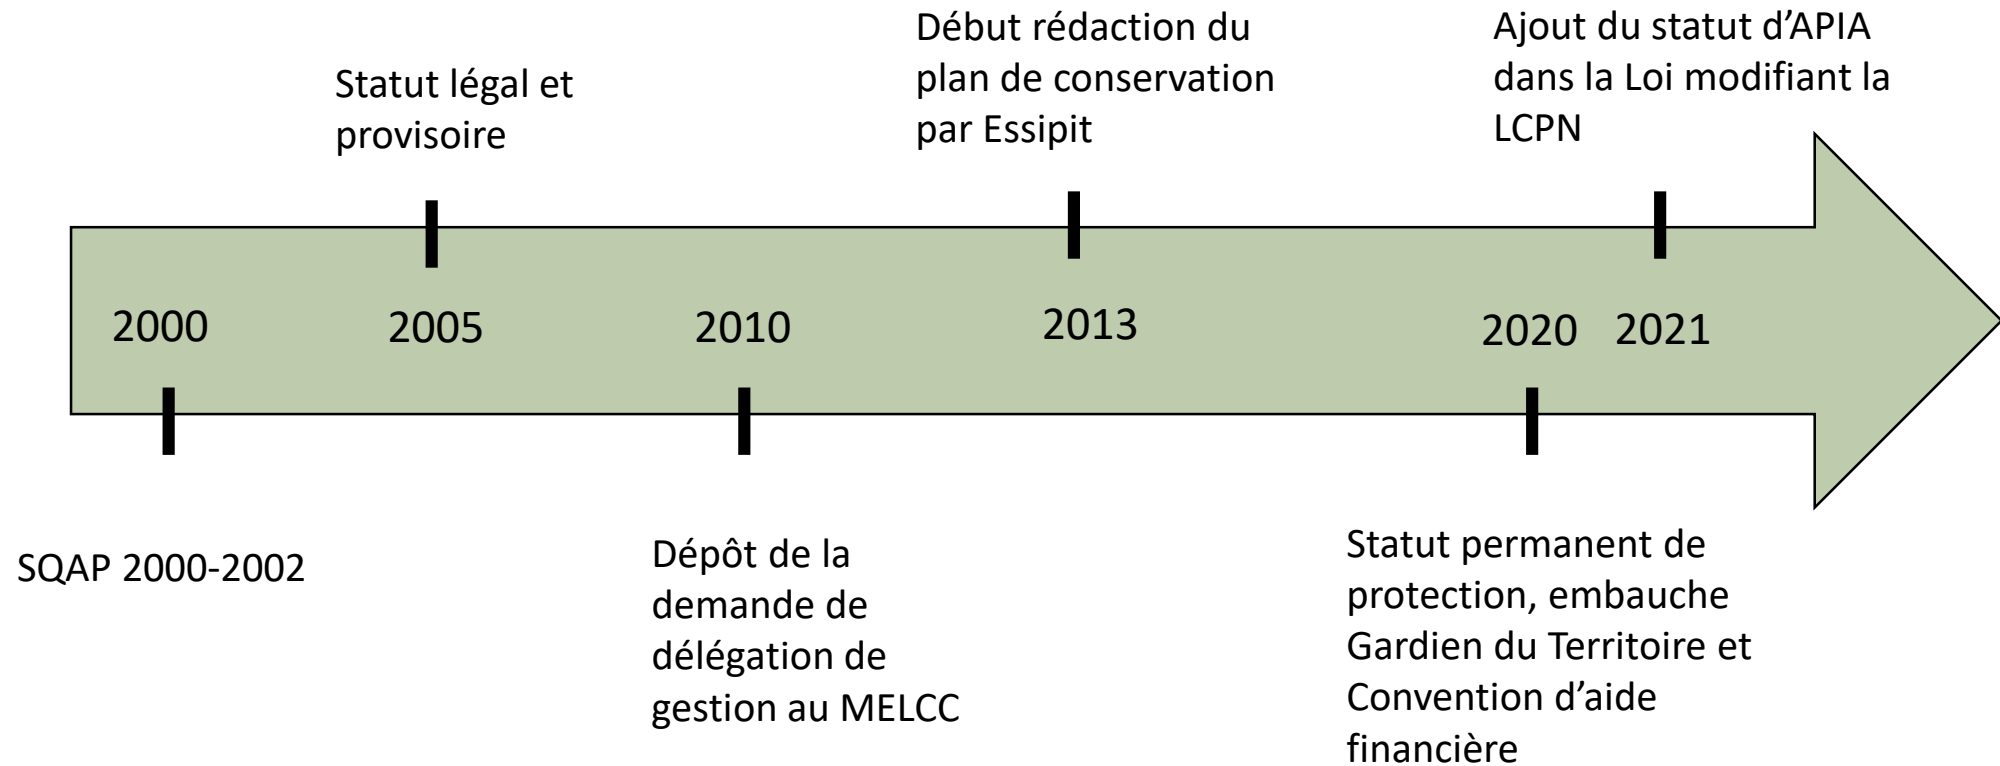 Début rédaction du
plan de conservation
par Essipit
Ajout du statut d’APIA
dans la Loi modifiant la
LCPN
Statut légal et
provisoire
2000
2005
2010
2013
2020
2021
SQAP 2000-2002
Dépôt de la
demande de
délégation de
gestion au MELCC
Statut permanent de
protection, embauche
Gardien du Territoire et
Convention d’aide
financière